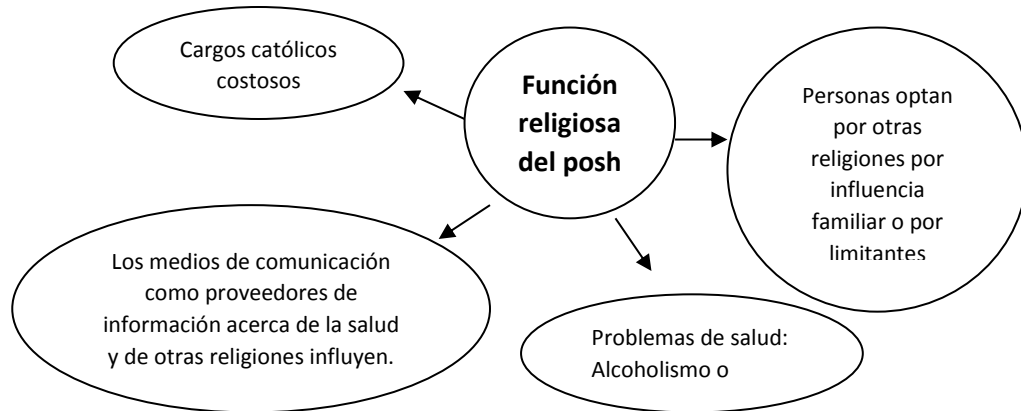 Cargos católicos
costosos
Función
religiosa
del posh
Personas optan
por otras
religiones por
influencia
familiar o por
limitantes
Los medios de comunicación
como proveedores de
información acerca de la salud
y de otras religiones influyen.
Problemas de salud:
Alcoholismo o